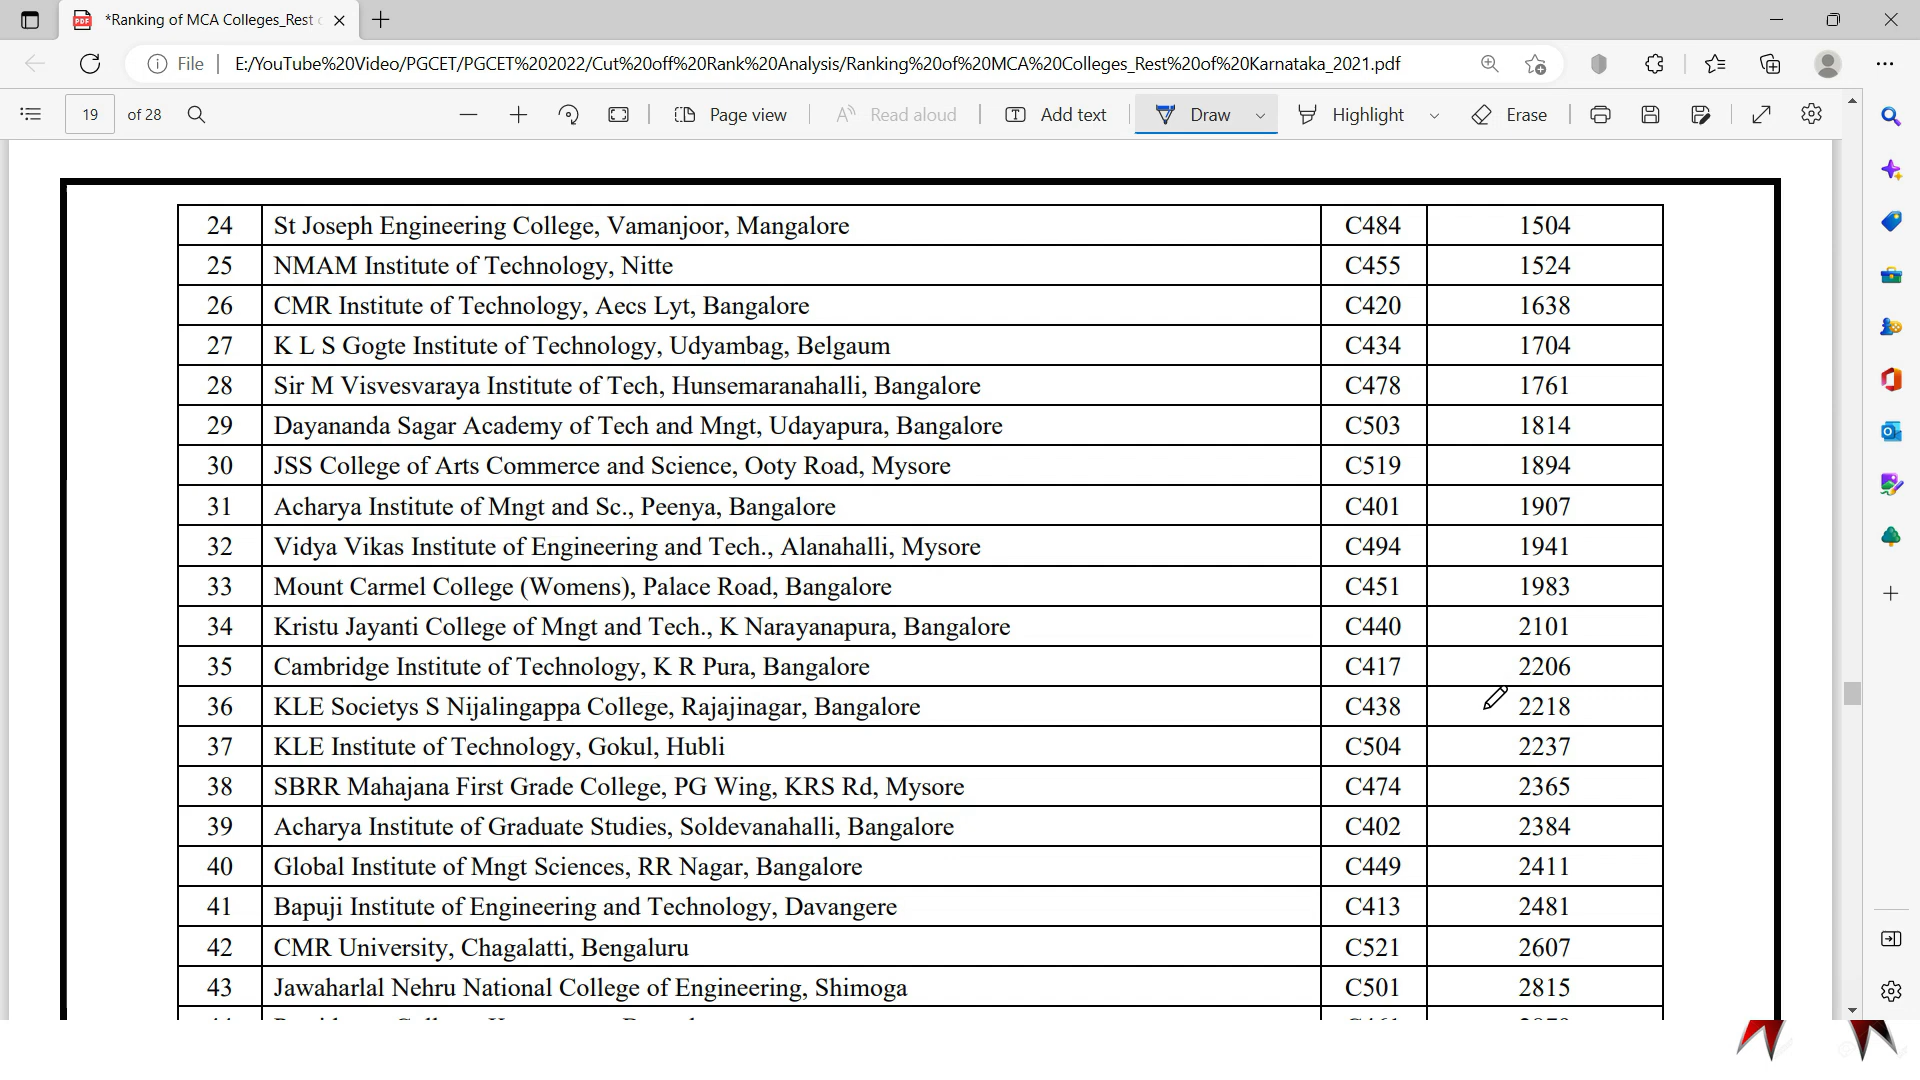 *Ranking of MCA Colleges_Rest
File E:/YouTube%20Video/PGCET/PGCET%202022/Cut%20off%20Rank%20Analysis/Ranking%20of%20MCA%20Colleges_Rest%20of%20Karnataka_2021.pdf
19 of 28 Page view Read aloud Add text Draw Highlight Erase
24 St Joseph Engineering College, Vamanjoor, Mangalore C484 1504
25 NMAM Institute of Technology, Nitte C455 1524
26 CMR Institute of Technology, Aecs Lyt, Bangalore C420 1638
27 K L S Gogte Institute of Technology, Udyambag, Belgaum C434 1704
28 Sir M Visvesvaraya Institute of Tech, Hunsemaranahalli, Bangalore C478 1761
29 Dayananda Sagar Academy of Tech and Mngt, Udayapura, Bangalore C503 1814
30 JSS College of Arts Commerce and Science, Ooty Road, Mysore C519 1894
31 Acharya Institute of Mngt and Sc., Peenya, Bangalore C401 1907
32 Vidya Vikas Institute of Engineering and Tech., Alanahalli, Mysore C494 1941
33 Mount Carmel College (Womens), Palace Road, Bangalore C451 1983
34 Kristu Jayanti College of Mngt and Tech., K Narayanapura, Bangalore C440 2101
35 Cambridge Institute of Technology, K R Pura, Bangalore C417 2206
36 KLE Societys S Nijalingappa College, Rajajinagar, Bangalore C438 2218
37 KLE Institute of Technology, Gokul, Hubli C504 2237
38 SBRR Mahajana First Grade College, PG Wing, KRS Rd, Mysore C474 2365
39 Acharya Institute of Graduate Studies, Soldevanahalli, Bangalore C402 2384
40 Global Institute of Mngt Sciences, RR Nagar, Bangalore C449 2411
41 Bapuji Institute of Engineering and Technology, Davangere C413 2481
42 CMR University, Chagalatti, Bengaluru C521 2607
43 Jawaharlal Nehru National College of Engineering, Shimoga C501 2815